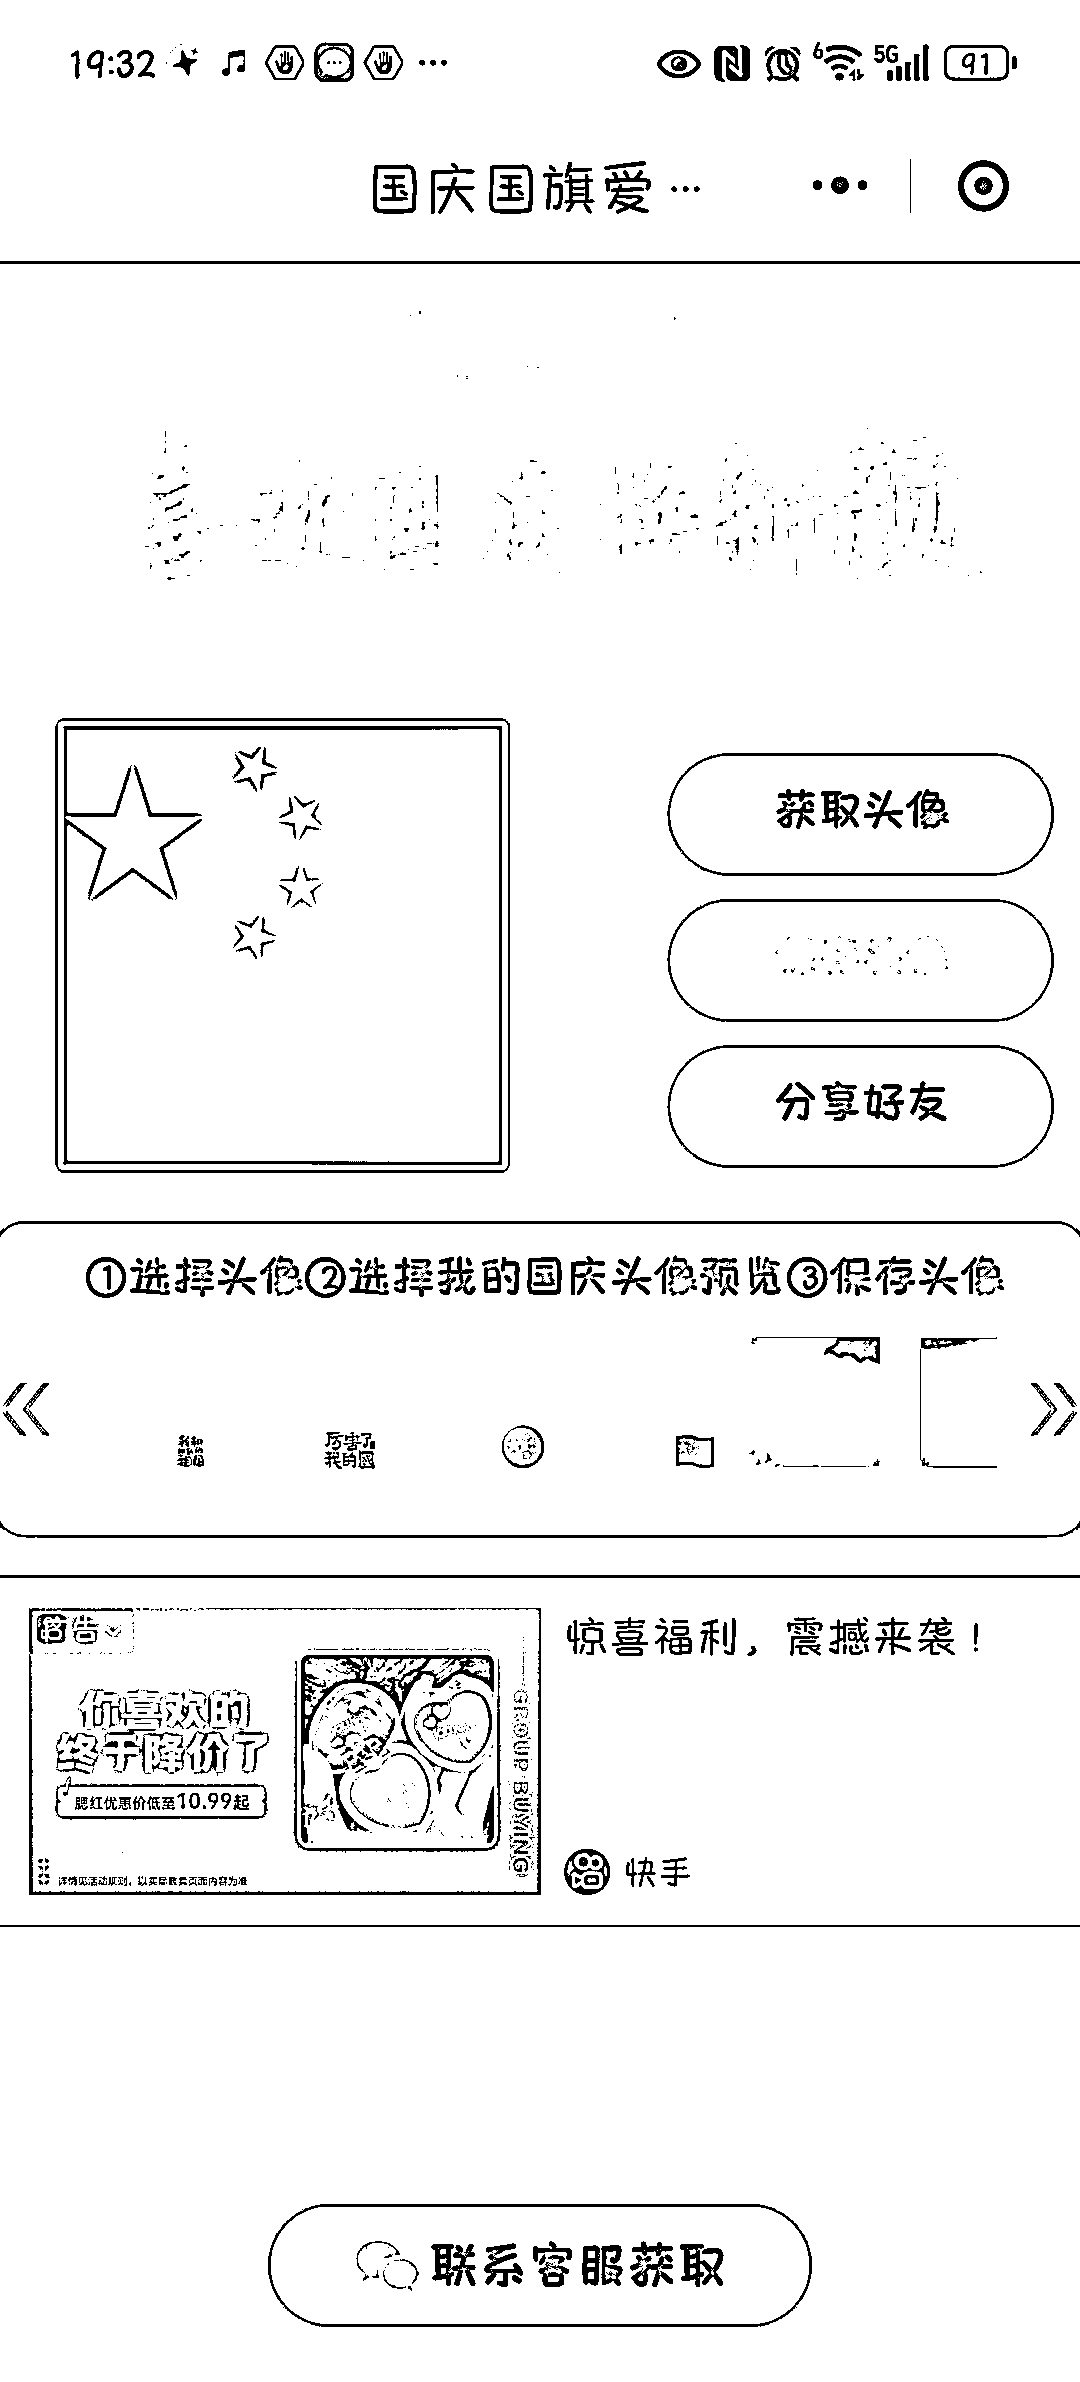 19:32
6
5G
91
国庆国旗爱…
获取头像
分享好友
①选择头像②选择我的国庆头像预览③保存头像
厉害了
我的国
你喜欢的
终于降价了
腮红优惠价低至10.99起
GROUP BUYING
惊喜福利，震撼来袭！
快手
联系客服获取